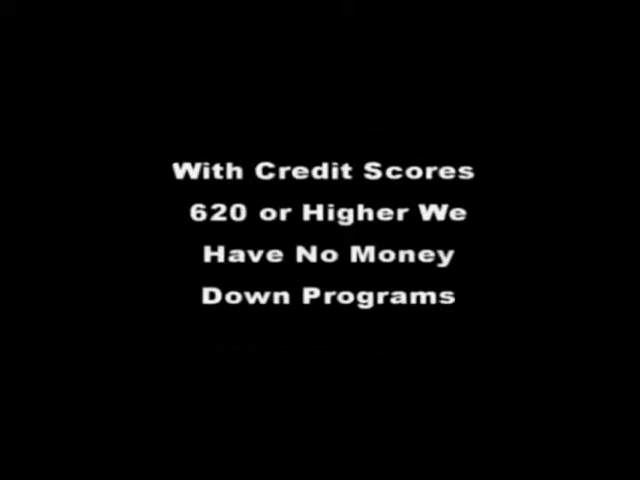 With Credit Scores
620 or Higher We
Have No Money
Down Programs